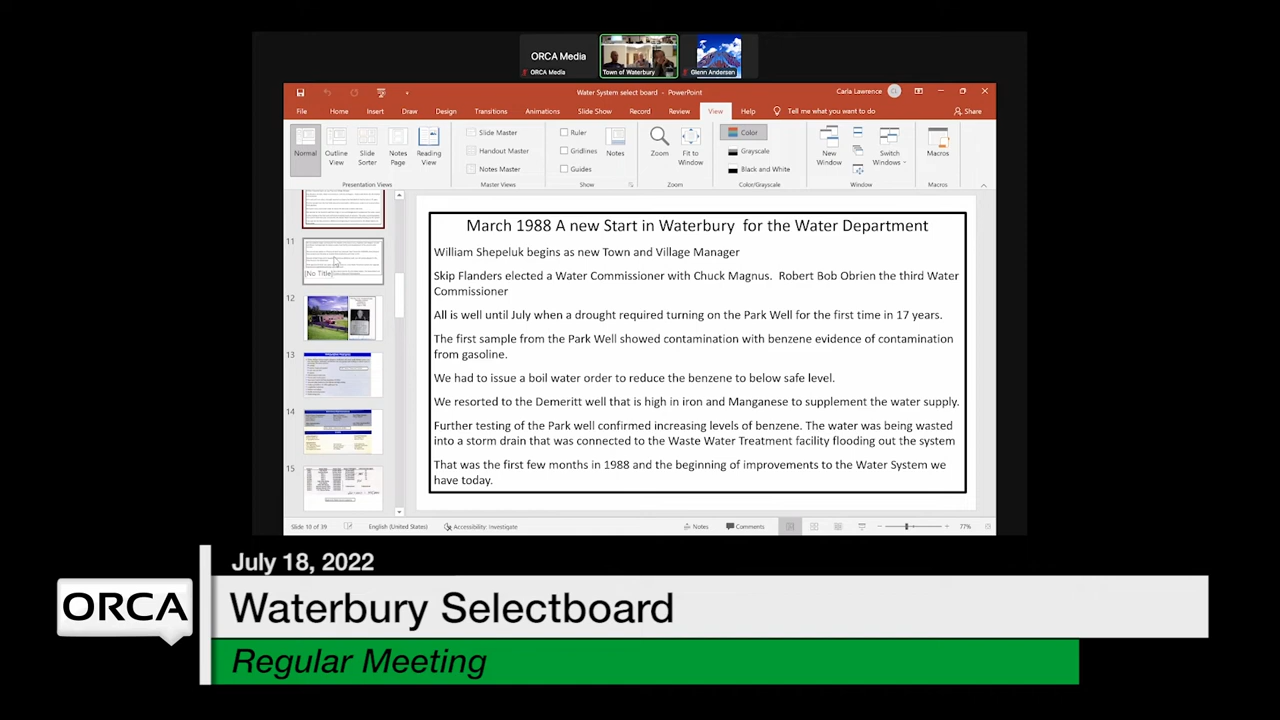 ORCA Media
ORCA Media
Town of Waterbury
Glenn Andersen
Water System select board - PowerPoint
Carla Lawrence
File Home Insert Draw Design Transitions Animations Slide Show Record Review View Help Tell me what you want to do Share
Normal
Outline View
Slide Sorter
Notes Page
Reading View
Presentation Views
Slide Master
Handout Master
Notes Master
Master Views
Ruler
Gridlines
Guides
Show
Notes
Zoom
Fit to Window
Zoom
Color
Grayscale
Black and White
Color/Grayscale
New Window
Switch Windows
Window
Macros
Macros
11
[No Title]
12
13
14
15
March 1988 A new Start in Waterbury for the Water Department
William Shepeluk begins as new Town and Village Manager
Skip Flanders elected a Water Commissioner with Chuck Magnus. Robert Bob Obrien the third Water
Commissioner
All is well until July when a drought required turning on the Park Well for the first time in 17 years.
The first sample from the Park Well showed contamination with benzene evidence of contamination
from gasoline.
We had to issue a boil water order to reduce the benzene to below safe level.
We resorted to the Demeritt well that is high in iron and Manganese to supplement the water supply.
Further testing of the Park well confirmed increasing levels of benzene. The water was being wasted
into a storm drain that was connected to the Waste Water Treatment facility flooding out the system
That was the first few months in 1988 and the beginning of improvements to the Water System we
have today.
Slide 10 of 39 English (United States) Accessibility: Investigate Notes Comments 77%
July 18, 2022
ORCA
Waterbury Selectboard
Regular Meeting